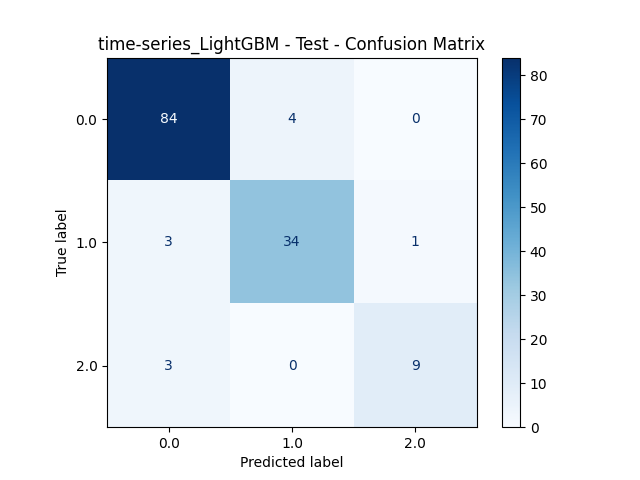 time-series_LightGBM - Test - Confusion Matrix
True label
0.0 84 4 0
1.0 3 34 1
2.0 3 0 9
0.0 1.0 2.0
Predicted label
80
70
60
50
40
30
20
10
0